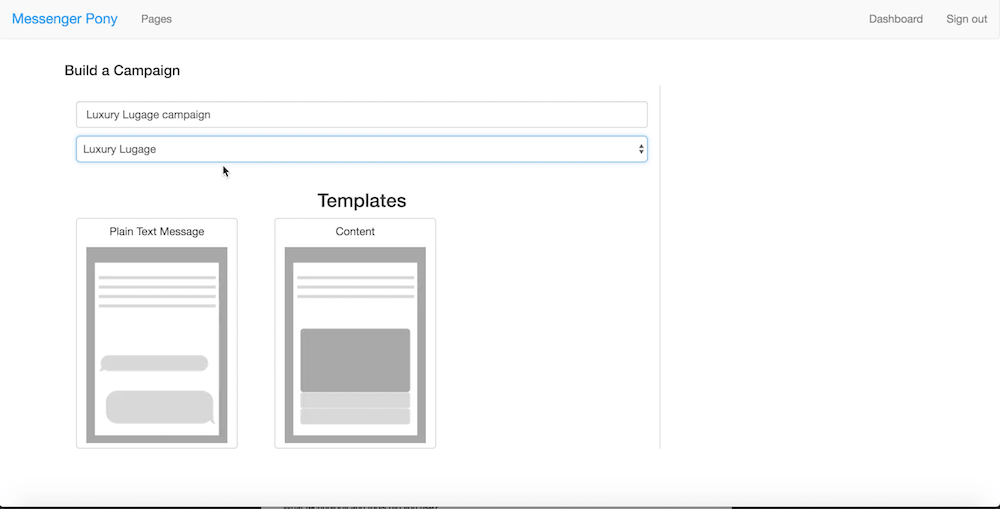 Messenger Pony Pages Dashboard Sign out
Build a Campaign
Luxury Lugage campaign
Luxury Lugage
Templates
Plain Text Message Content